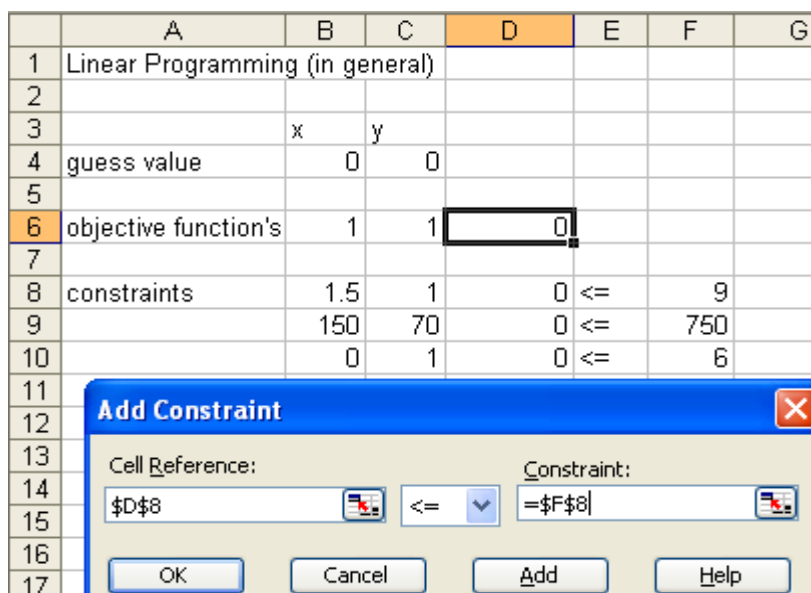 A B C D E F G
1 Linear Programming (in general)
2
3 x y
4 guess value 0 0
5
6 objective function's 1 1 0
7
8 constraints 1.5 1 0 <= 9
9 150 70 0 <= 750
10 0 1 0 <= 6
11
12 Add Constraint
13 Cell Reference: Constraint:
14
15 $D$8 <= =$F$8
16
17 OK Cancel Add Help